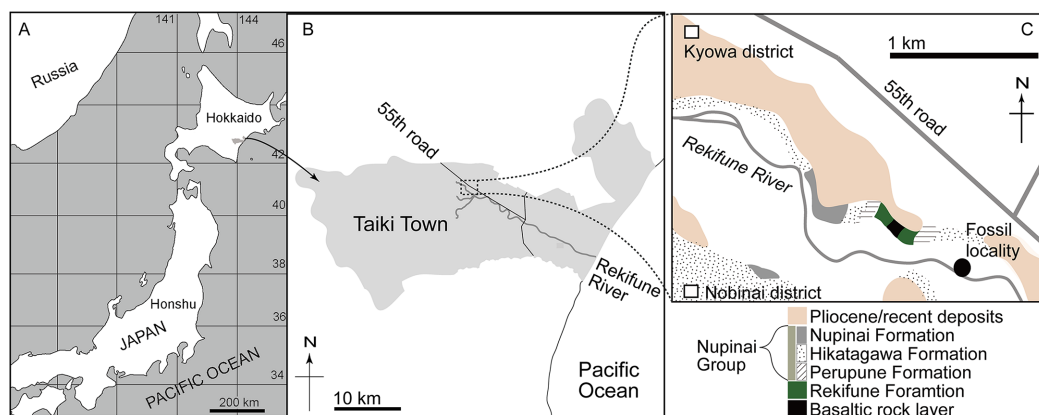 A
141
144
46
Russia
Hokkaido
42
40
38
Honshu
36
JAPAN
34
PACIFIC OCEAN
200 km
B
55th road
Taiki Town
Rekifune
River
N
10 km
Pacific
Ocean
C
Kyowa district
1 km
N
55th road
Rekifune River
Fossil
locality
Nobinai district
Nupinai
Group
Pliocene/recent deposits
Nupinai Formation
Hikatagawa Formation
Perupune Formation
Rekifune Foramtion
Basaltic rock layer